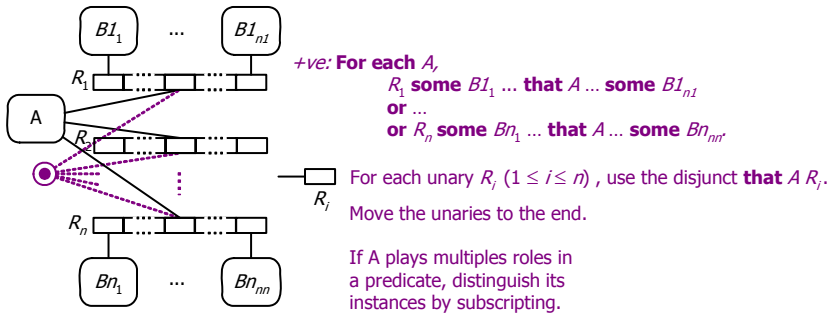 B1₁ ... B1ₙ₁
R₁
A
R₂
Rₙ
Bn₁ ... Bnₙₙ
+ve: For each A,
R₁ some B1₁ ... that A ... some B1ₙ₁
or ...
or Rₙ some Bn₁ ... that A ... some Bnₙₙ.
Rᵢ
For each unary Rᵢ (1 ≤ i ≤ n) , use the disjunct that A Rᵢ.
Move the unaries to the end.
If A plays multiples roles in
a predicate, distinguish its
instances by subscripting.